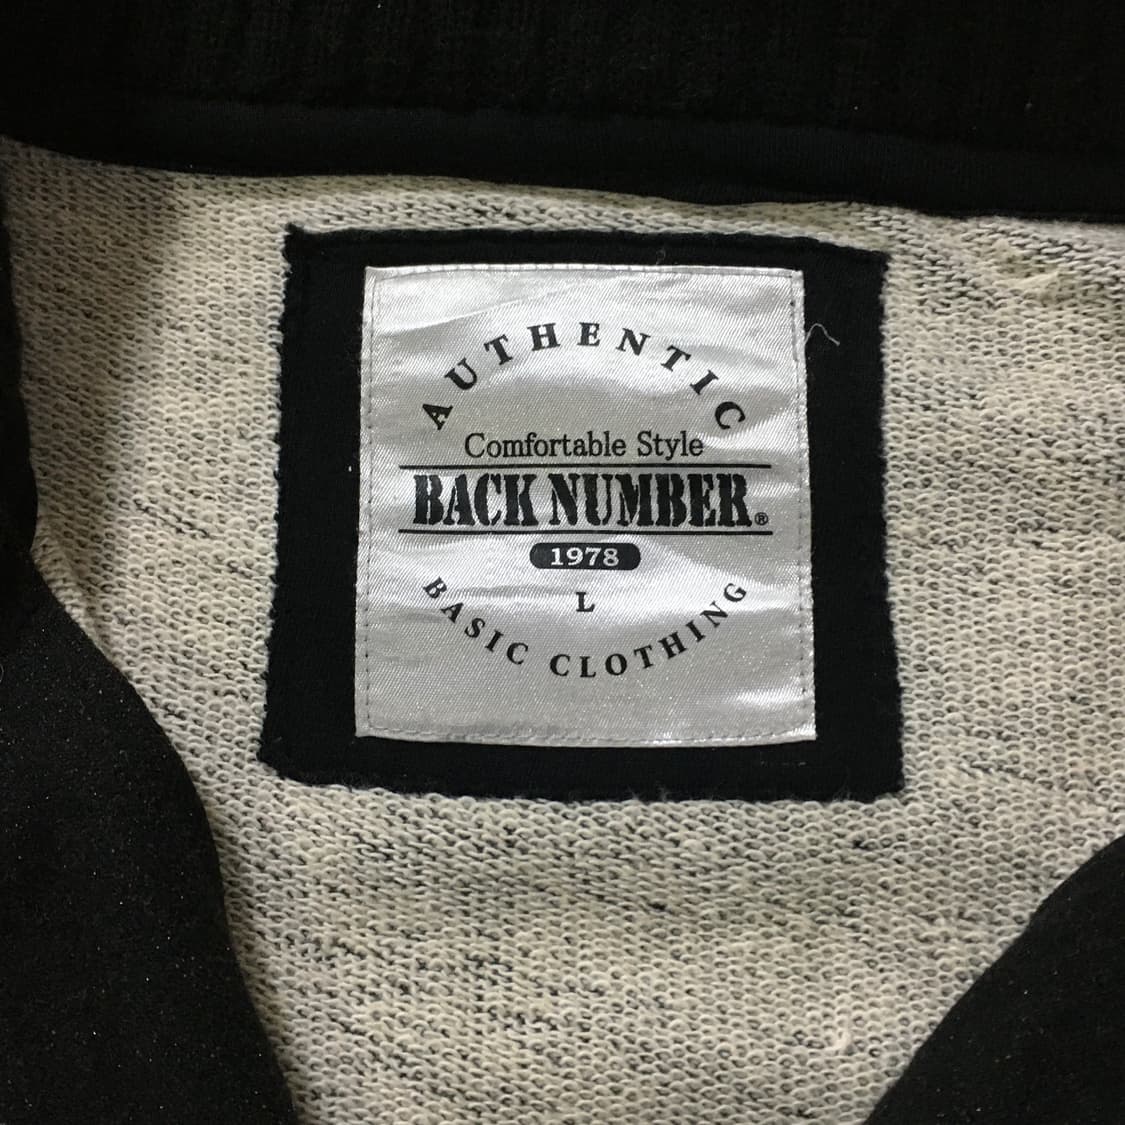 AUTHENTIC
Comfortable Style
BACK NUMBER®
1978
L
BASIC CLOTHING